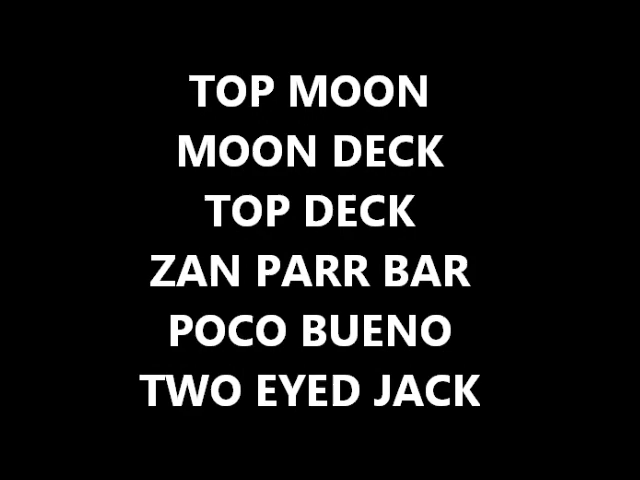 TOP MOON
MOON DECK
TOP DECK
ZAN PARR BAR
POCO BUENO
TWO EYED JACK